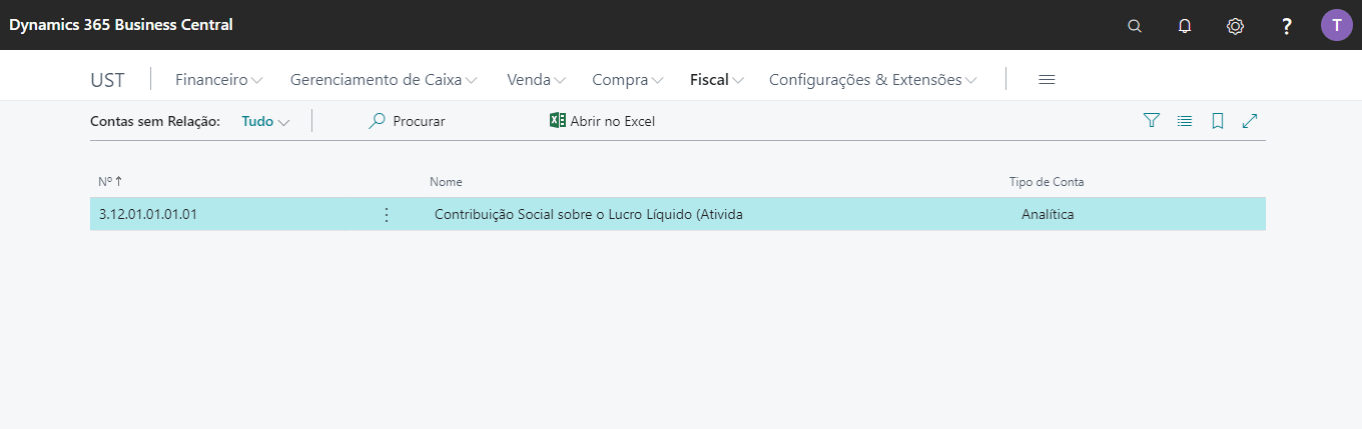 Dynamics 365 Business Central
? T
UST Financeiro Gerenciamento de Caixa Venda Compra Fiscal Configurações & Extensões
Contas sem Relação: Tudo Procurar Abrir no Excel
Nº ↑ Nome Tipo de Conta
3.12.01.01.01.01 Contribuição Social sobre o Lucro Líquido (Ativida Analítica